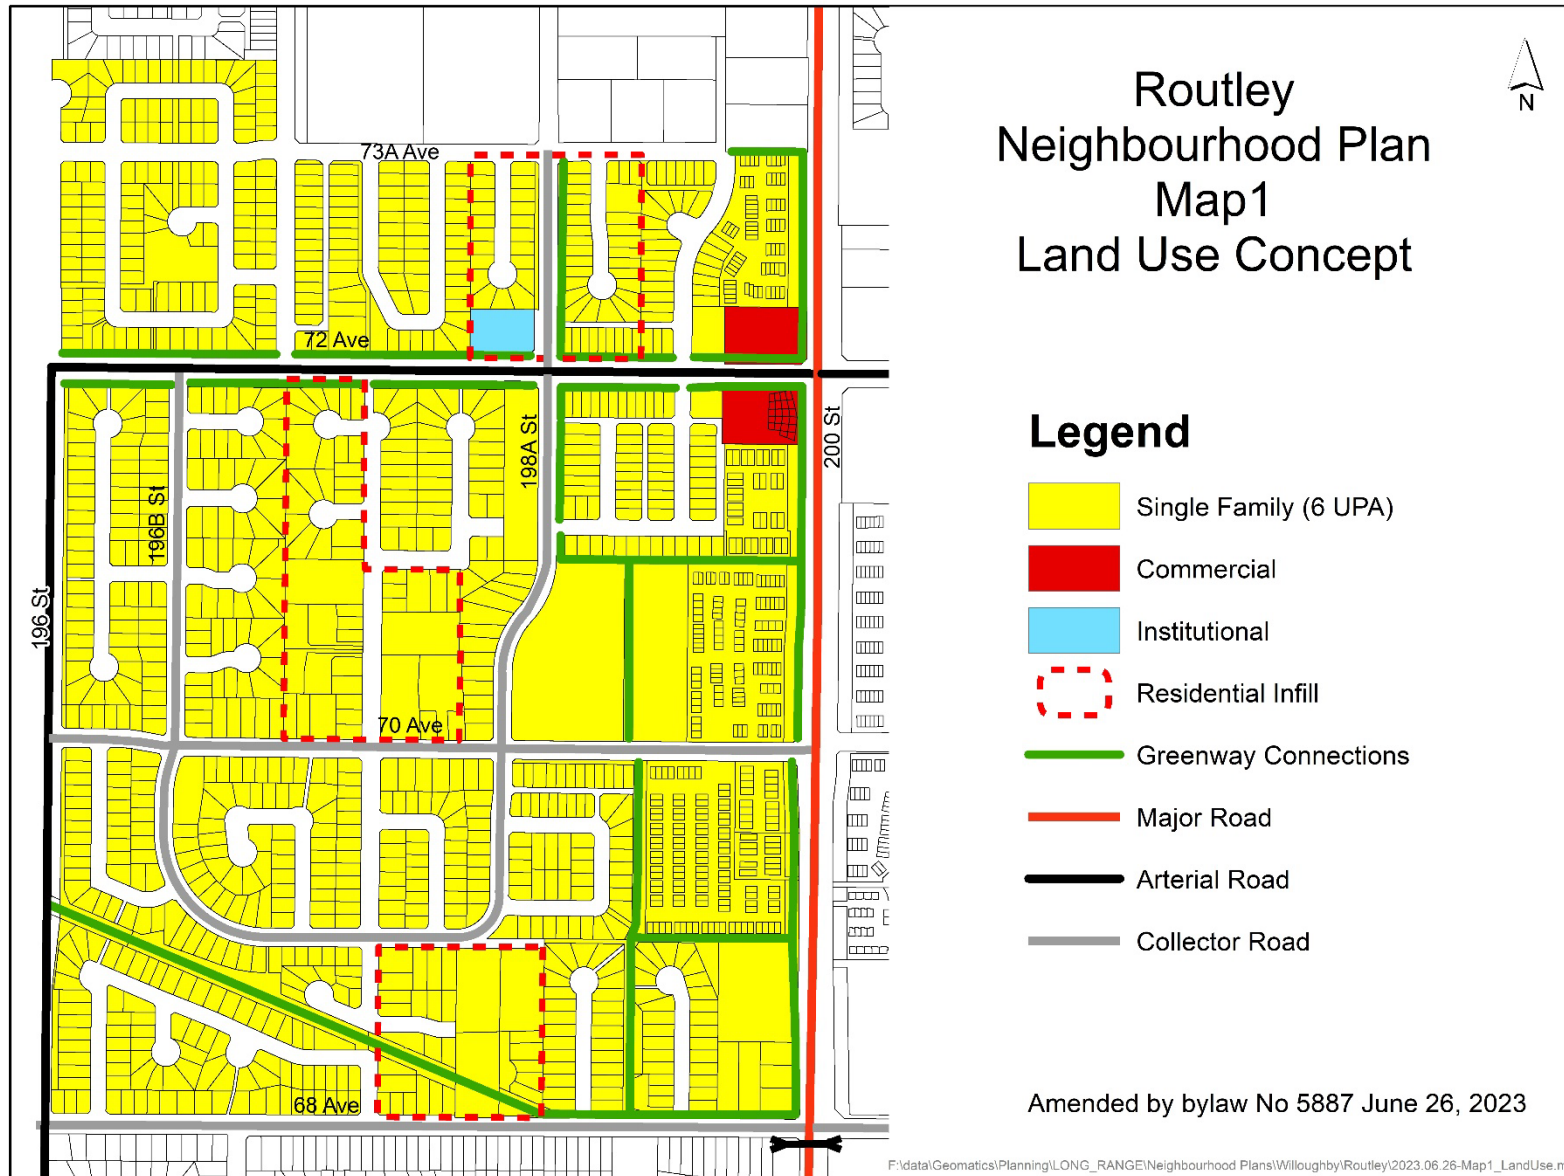 Routley
Neighbourhood Plan
Map1
Land Use Concept
N
73A Ave
72 Ave
198A St
200 St
196B St
196 St
70 Ave
68 Ave
Legend
Single Family (6 UPA)
Commercial
Institutional
Residential Infill
Greenway Connections
Major Road
Arterial Road
Collector Road
Amended by bylaw No 5887 June 26, 2023
F:\data\Geomatics\Planning\LONG_RANGE\Neighbourhood Plans\Willoughby\Routley\2023.06.26-Map1_LandUse.n